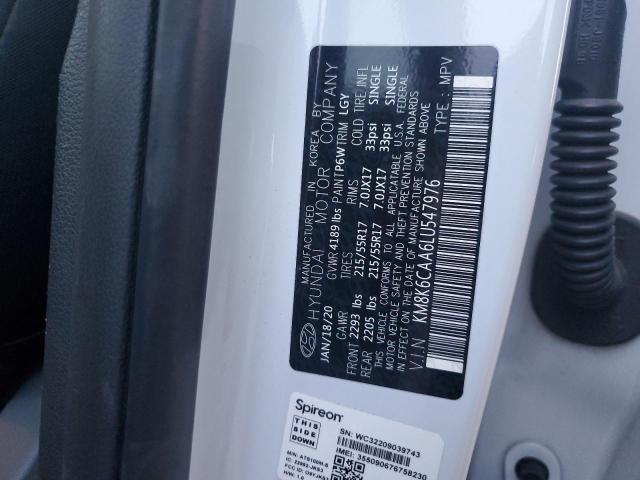 MANUFACTURED IN KOREA BY
HYUNDAI MOTOR COMPANY
JAN/18/20 GVWR 4189 lbs PAINT P6W TRIM LGY
GAWR TIRES RIMS COLD TIRE INFL
FRONT 2293 lbs 215/55R17 7.0JX17 33psi SINGLE
REAR 2205 lbs 215/55R17 7.0JX17 33psi SINGLE
THIS VEHICLE CONFORMS TO ALL APPLICABLE U.S.A. FEDERAL
MOTOR VEHICLE SAFETY, BUMPER, AND THEFT PREVENTION STANDARDS
IN EFFECT ON THE DATE OF MANUFACTURE SHOWN ABOVE
V.I.N KM8K6CAA6LU547976 TYPE : MPV
Spireon
THIS
SIDE
DOWN
SN: WC32209039743
IMEI: 355090676758230